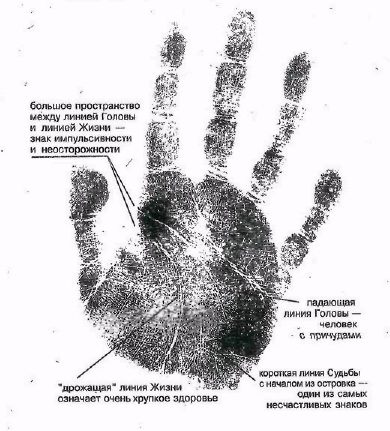 большое пространство
между линией Головы
и линией Жизни —
знак импульсивности
и неосторожности
падающая
линия Головы —
человек
с причудами
"дрожащая" линия Жизни
означает очень хрупкое здоровье
короткая линия Судьбы
с началом из островка —
один из самых
несчастливых знаков